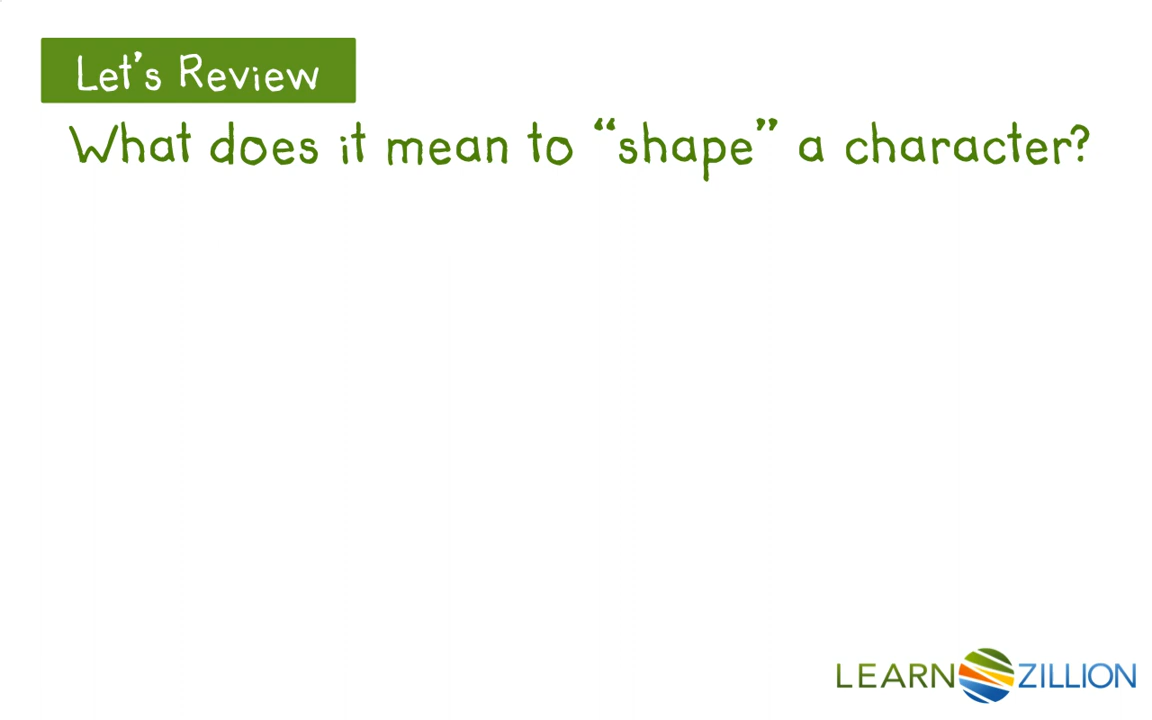 Let's Review
What does it mean to “shape” a character?
LEARN ZILLION